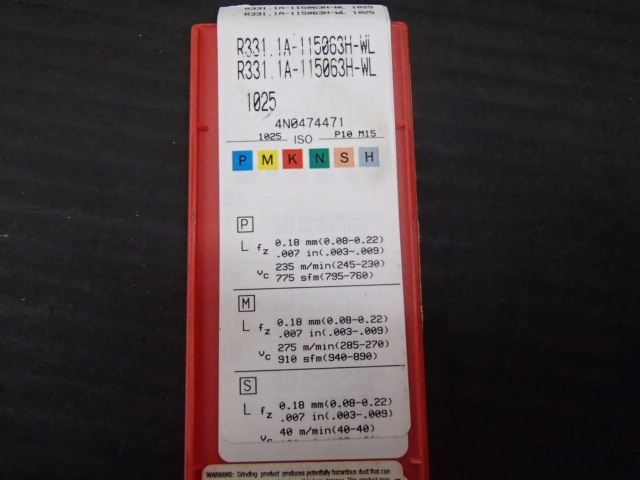 R331.1A-115063H-WL 1025
R331.1A-115063H-WL
R331.1A-115063H-WL
1025
4N0474471
1025 ISO P10 M15
P M K N S H
P
L fz 0.18 mm(0.08-0.22)
.007 in(.003-.009)
vc 235 m/min(245-230)
775 sfm(795-760)
M
L fz 0.18 mm(0.08-0.22)
.007 in(.003-.009)
vc 275 m/min(285-270)
910 sfm(940-890)
S
L fz 0.18 mm(0.08-0.22)
.007 in(.003-.009)
vc 40 m/min(40-40)
WARNING: Grinding product produces potentially hazardous dust that can